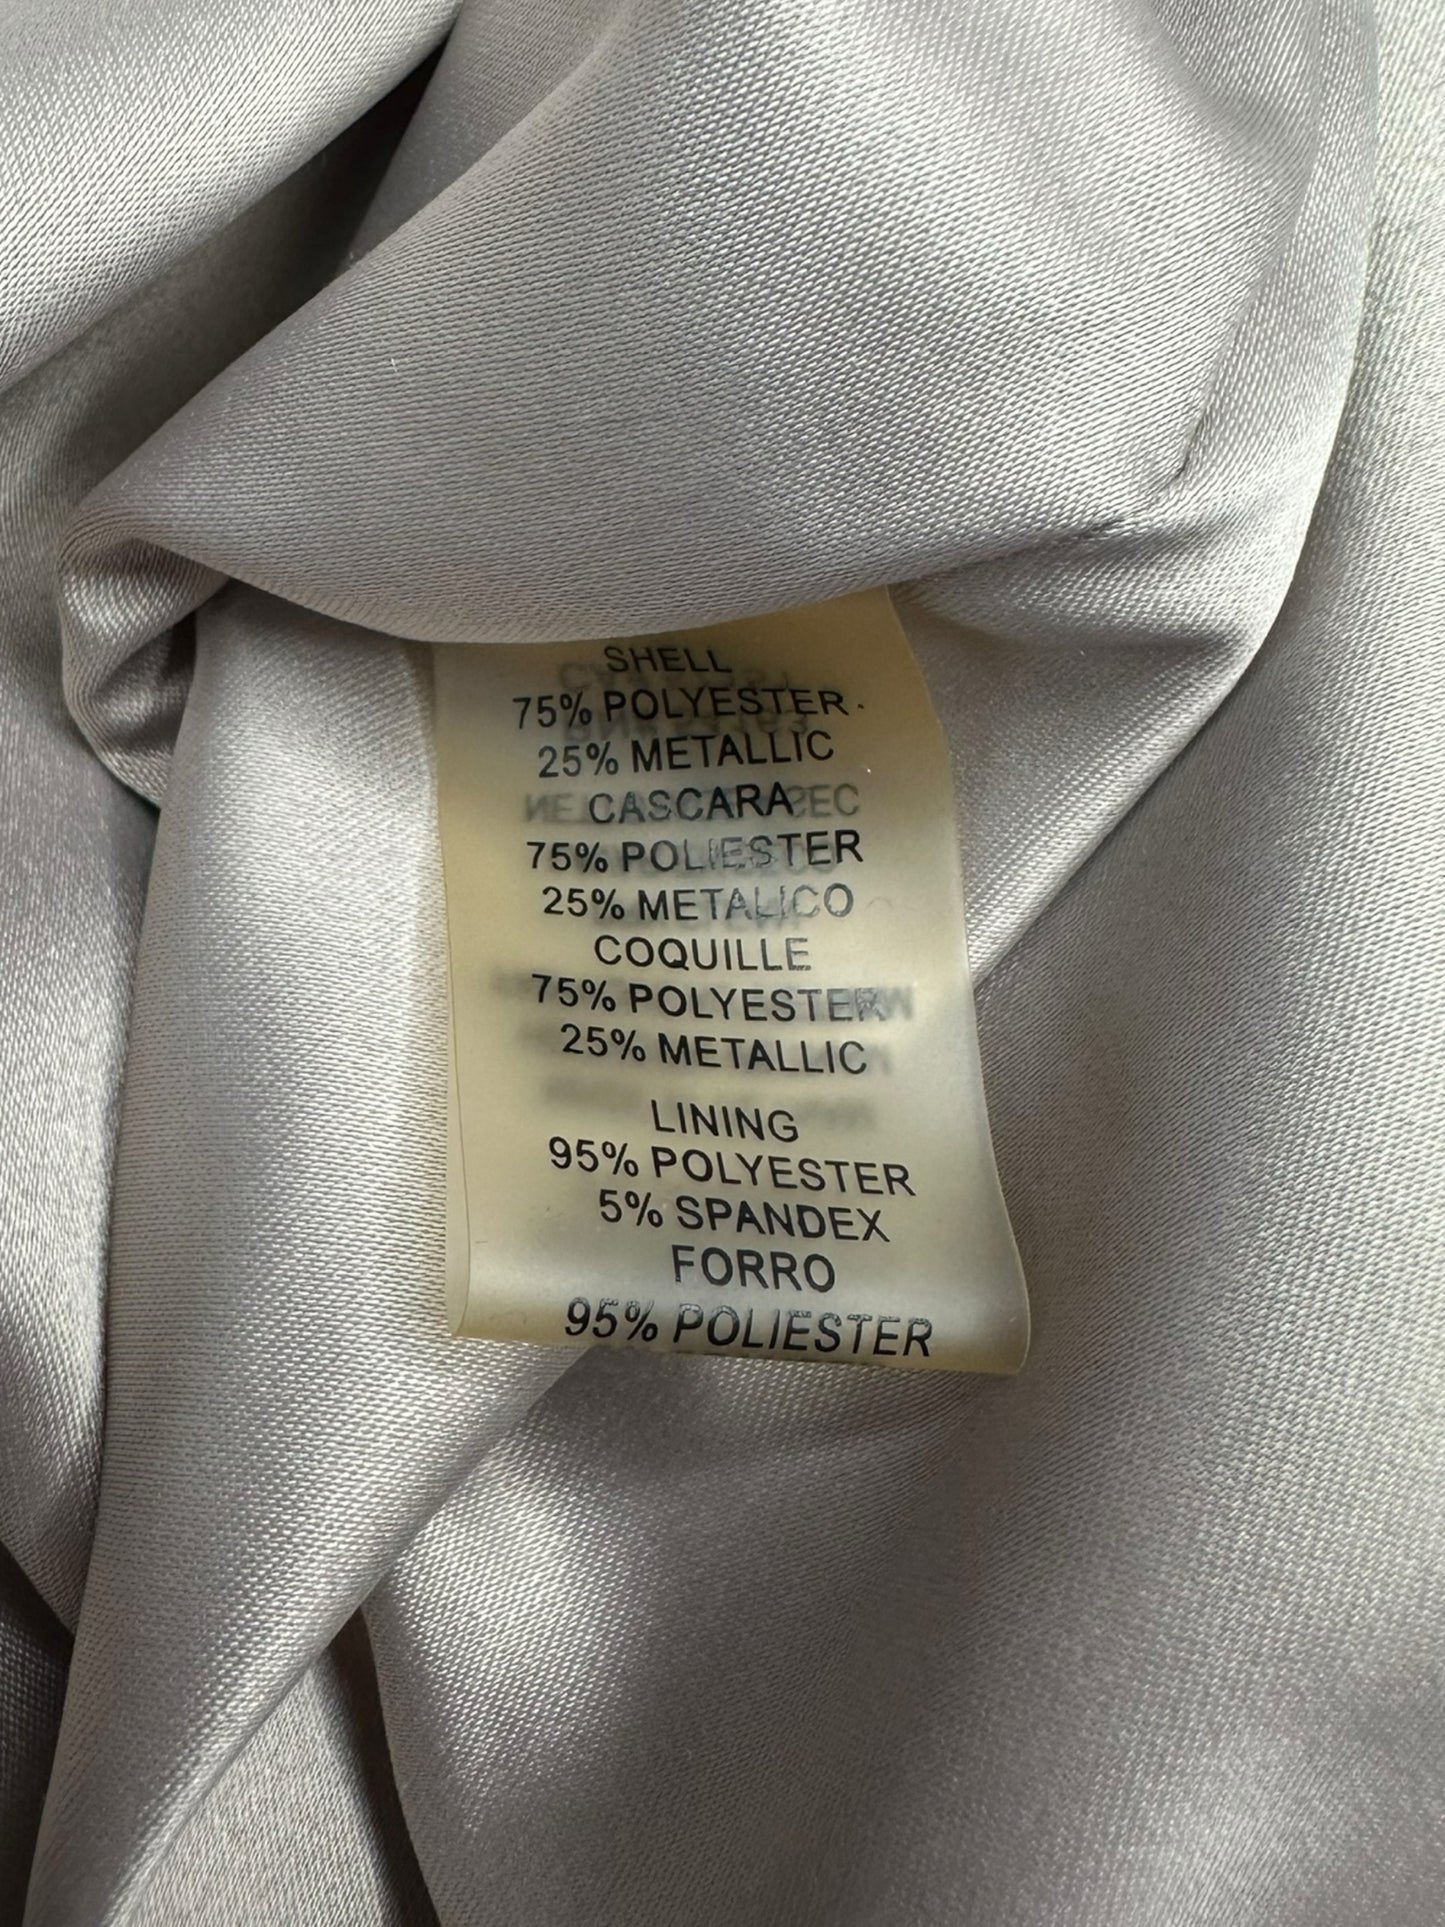 SHELL
75% POLYESTER
25% METALLIC
CASCARA
75% POLIESTER
25% METALICO
COQUILLE
75% POLYESTER
25% METALLIC
LINING
95% POLYESTER
5% SPANDEX
FORRO
95% POLIESTER